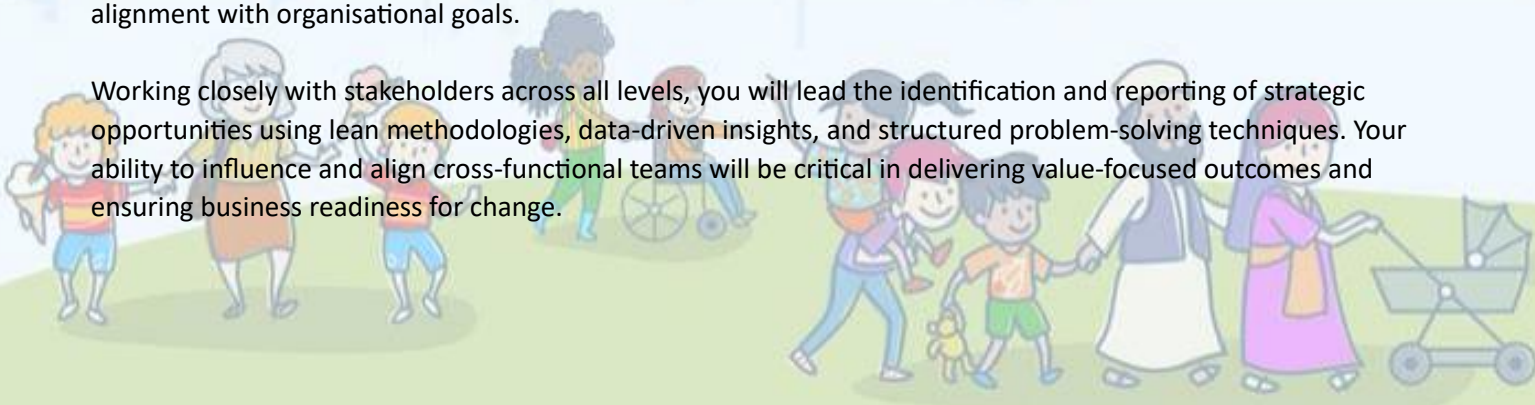 alignment with organisational goals.
Working closely with stakeholders across all levels, you will lead the identification and reporting of strategic
opportunities using lean methodologies, data-driven insights, and structured problem-solving techniques. Your
ability to influence and align cross-functional teams will be critical in delivering value-focused outcomes and
ensuring business readiness for change.